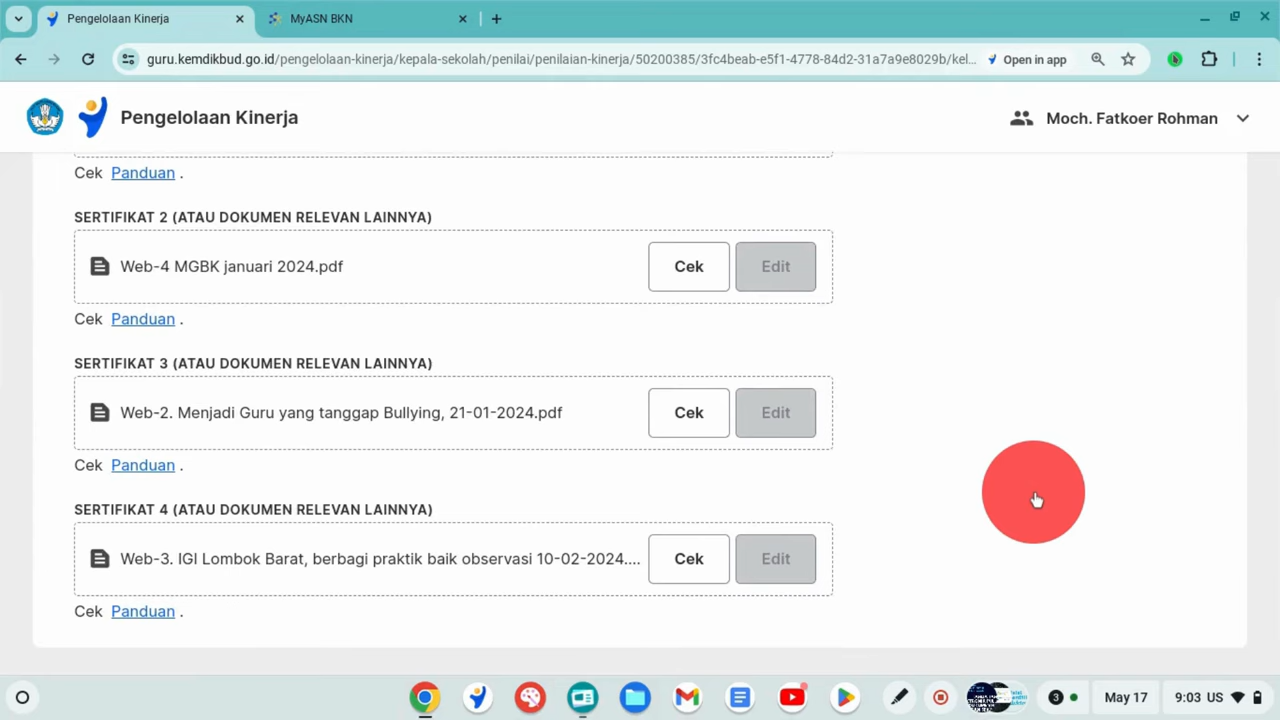 Pengelolaan Kinerja
MyASN BKN
guru.kemdikbud.go.id/pengelolaan-kinerja/kepala-sekolah/penilai/penilaian-kinerja/50200385/3fc4beab-e5f1-4778-84d2-31a7a9e8029b/kel...
Open in app
Pengelolaan Kinerja
Moch. Fatkoer Rohman
Cek Panduan .
SERTIFIKAT 2 (ATAU DOKUMEN RELEVAN LAINNYA)
Web-4 MGBK januari 2024.pdf
Cek
Edit
Cek Panduan .
SERTIFIKAT 3 (ATAU DOKUMEN RELEVAN LAINNYA)
Web-2. Menjadi Guru yang tanggap Bullying, 21-01-2024.pdf
Cek
Edit
Cek Panduan .
SERTIFIKAT 4 (ATAU DOKUMEN RELEVAN LAINNYA)
Web-3. IGI Lombok Barat, berbagi praktik baik observasi 10-02-2024....
Cek
Edit
Cek Panduan .
3
May 17
9:03 US